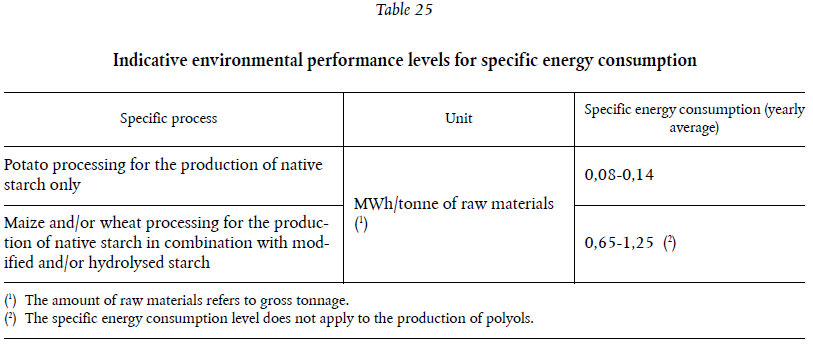 Table 25
Indicative environmental performance levels for specific energy consumption
Specific process
Unit
Specific energy consumption (yearly
average)
Potato processing for the production of native
starch only
MWh/tonne of raw materials
(¹)
0,08-0,14
Maize and/or wheat processing for the produc-
tion of native starch in combination with mod-
ified and/or hydrolysed starch
0,65-1,25 (²)
(¹) The amount of raw materials refers to gross tonnage.
(²) The specific energy consumption level does not apply to the production of polyols.